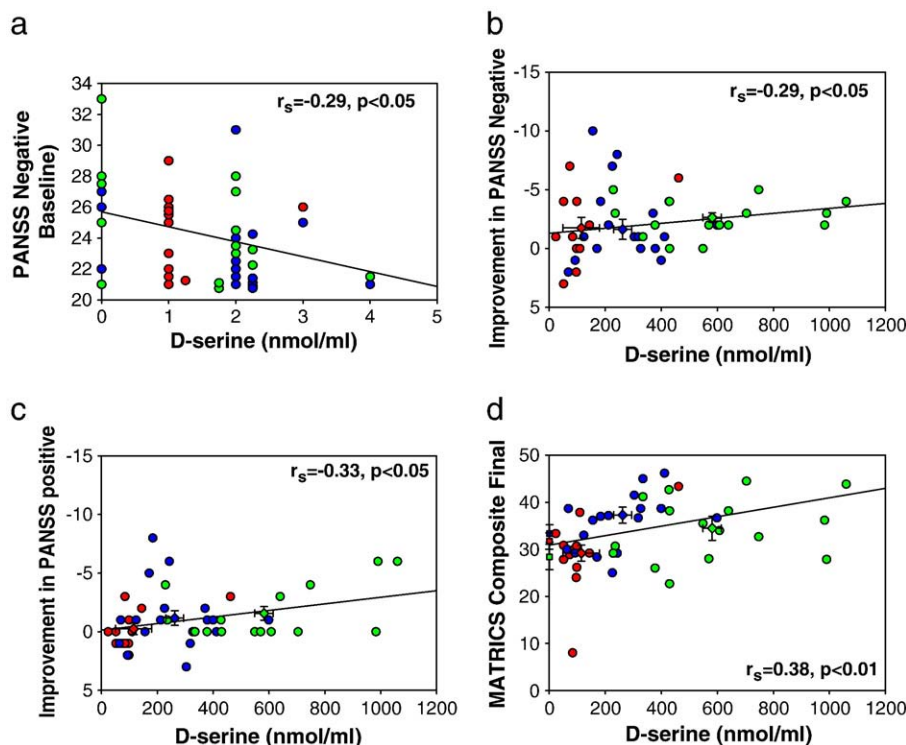 a
PANSS Negative
Baseline)
34
32
30
28
26
24
22
20
rs=-0.29, p<0.05
0 1 2 3 4 5
D-serine (nmol/ml)
b
Improvement in PANSS Negative
-15
-10
-5
0
5
rs=-0.29, p<0.05
0 200 400 600 800 1000 1200
D-serine (nmol/ml)
c
Improvement in PANSS positive
-15
-10
-5
0
5
rs=-0.33, p<0.05
0 200 400 600 800 1000 1200
D-serine (nmol/ml)
d
MATRICS Composite Final
50
40
30
20
10
0
rs=0.38, p<0.01
0 200 400 600 800 1000 1200
D-serine (nmol/ml)